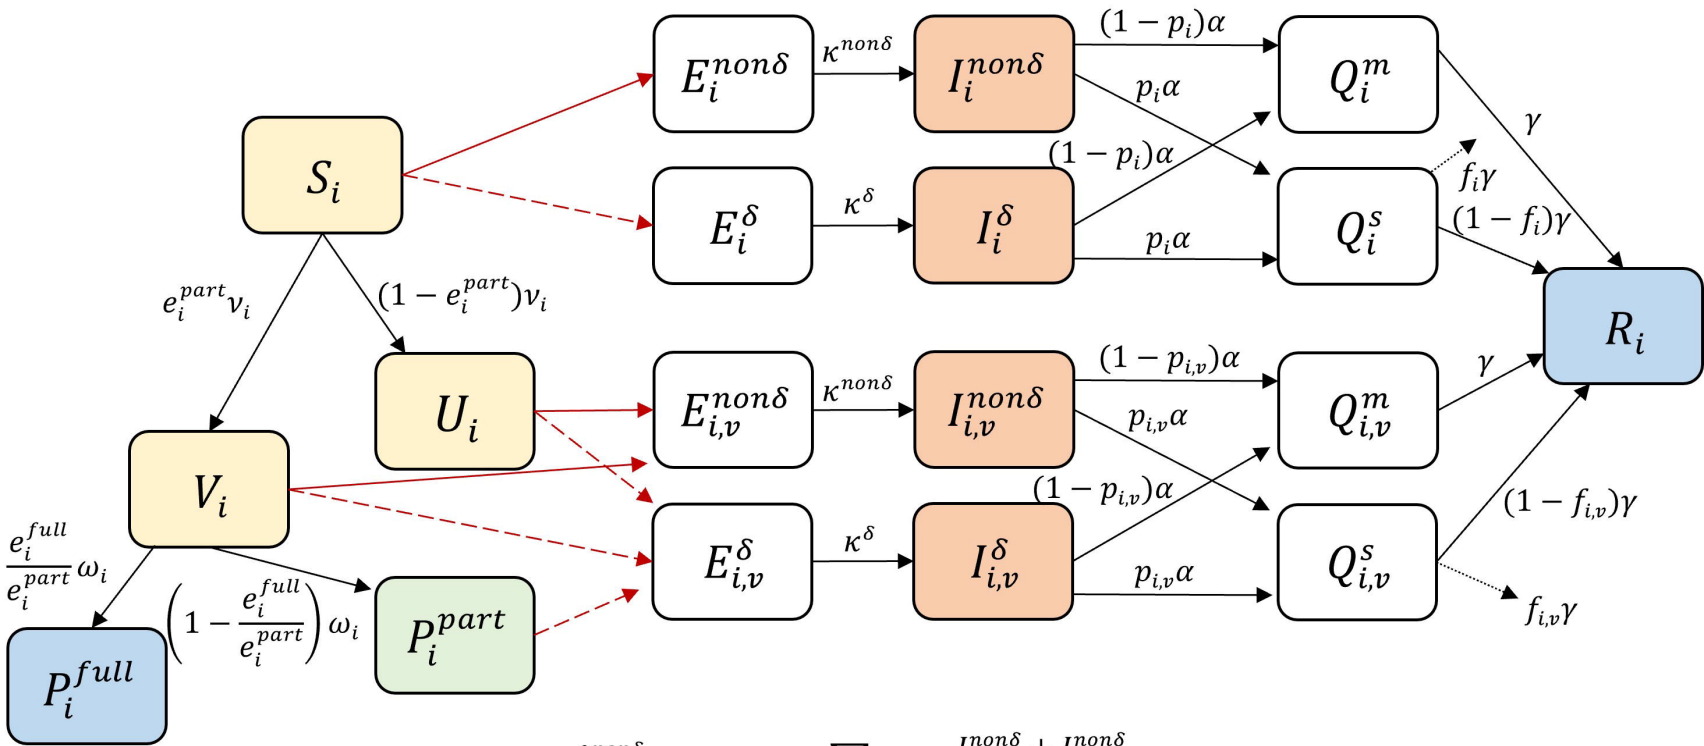 (1 − p_i)α
E_i^{nonδ}
κ^{nonδ}
I_i^{nonδ}
Q_i^m
p_iα
γ
S_i
(1 − p_i)α
f_iγ
E_i^δ
κ^δ
I_i^δ
p_iα
Q_i^s
(1 − f_i)γ
e_i^{part}ν_i
(1 − e_i^{part})ν_i
R_i
(1 − p_{i,v})α
U_i
E_{i,v}^{nonδ}
κ^{nonδ}
I_{i,v}^{nonδ}
p_{i,v}α
Q_{i,v}^m
γ
V_i
(1 − p_{i,v})α
(1 − f_{i,v})γ
\frac{e_i^{full}}{e_i^{part}} ω_i
E_{i,v}^δ
κ^δ
I_{i,v}^δ
p_{i,v}α
Q_{i,v}^s
f_{i,v}γ
(1 − \frac{e_i^{full}}{e_i^{part}}) ω_i
P_i^{part}
P_i^{full}